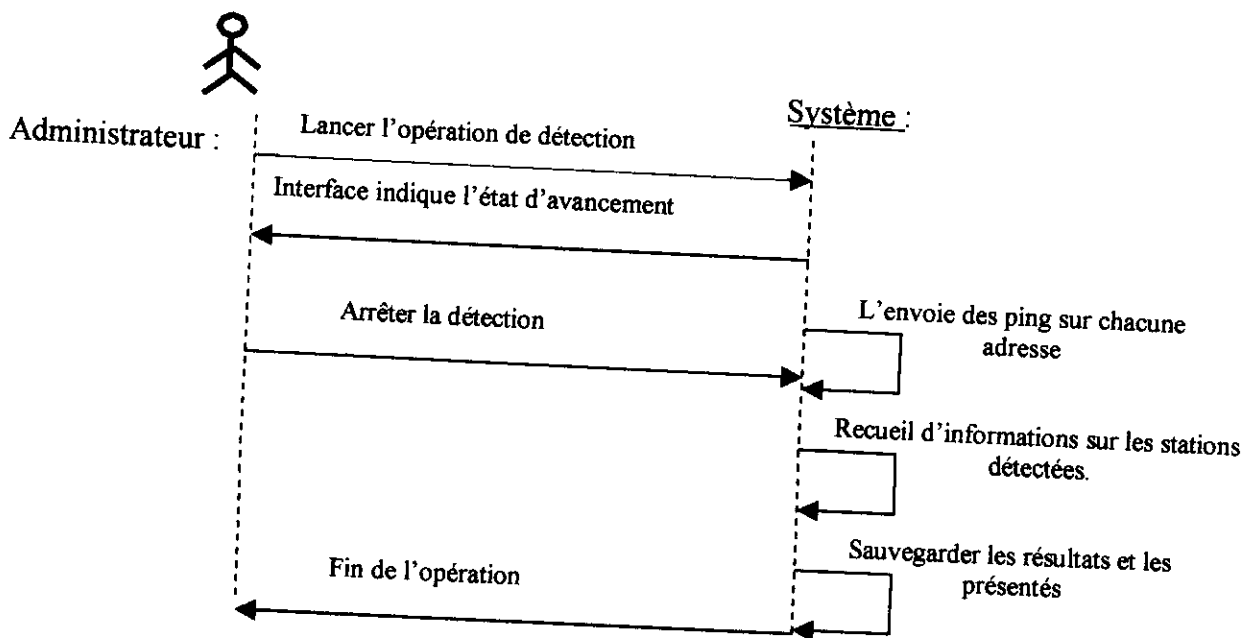 Système :
Administrateur :
Lancer l'opération de détection
Interface indique l'état d'avancement
Arrêter la détection
L'envoie des ping sur chacune
adresse
Recueil d'informations sur les stations
détectées.
Sauvegarder les résultats et les
présentés
Fin de l'opération